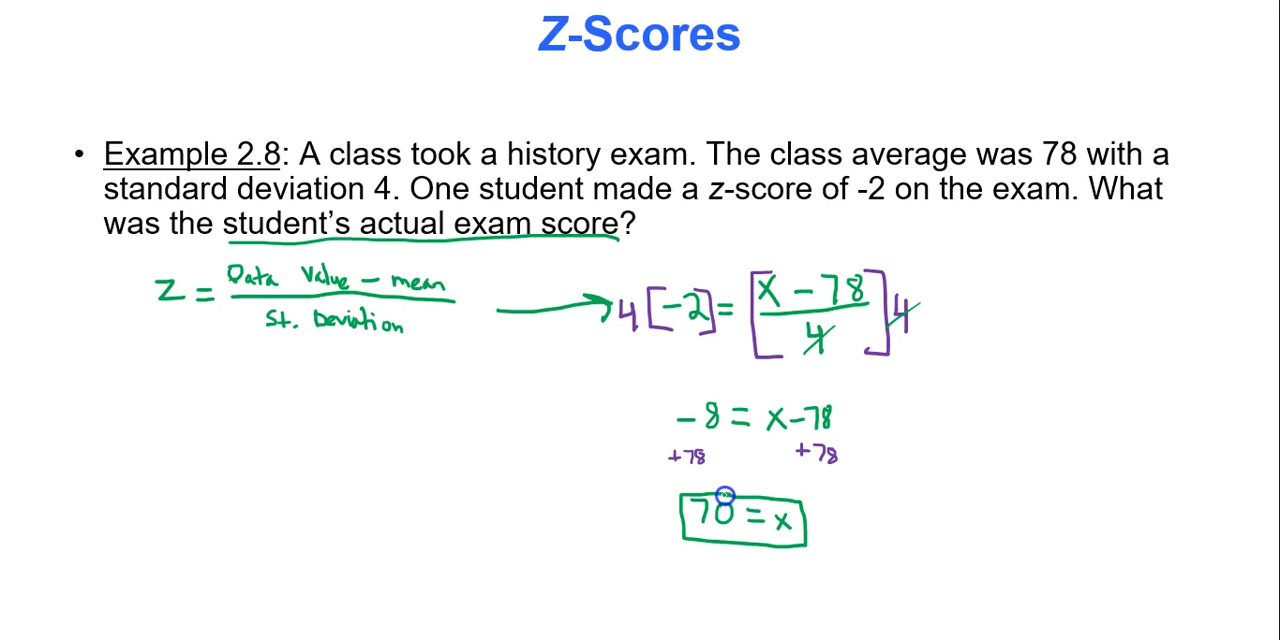 Z-Scores
• Example 2.8: A class took a history exam. The class average was 78 with a
standard deviation 4. One student made a z-score of -2 on the exam. What
was the student's actual exam score?
Z = Data Value - mean / St. Deviation → 4[-2] = [x - 78 / 4]4
-8 = x-78
+78 +78
70 = x